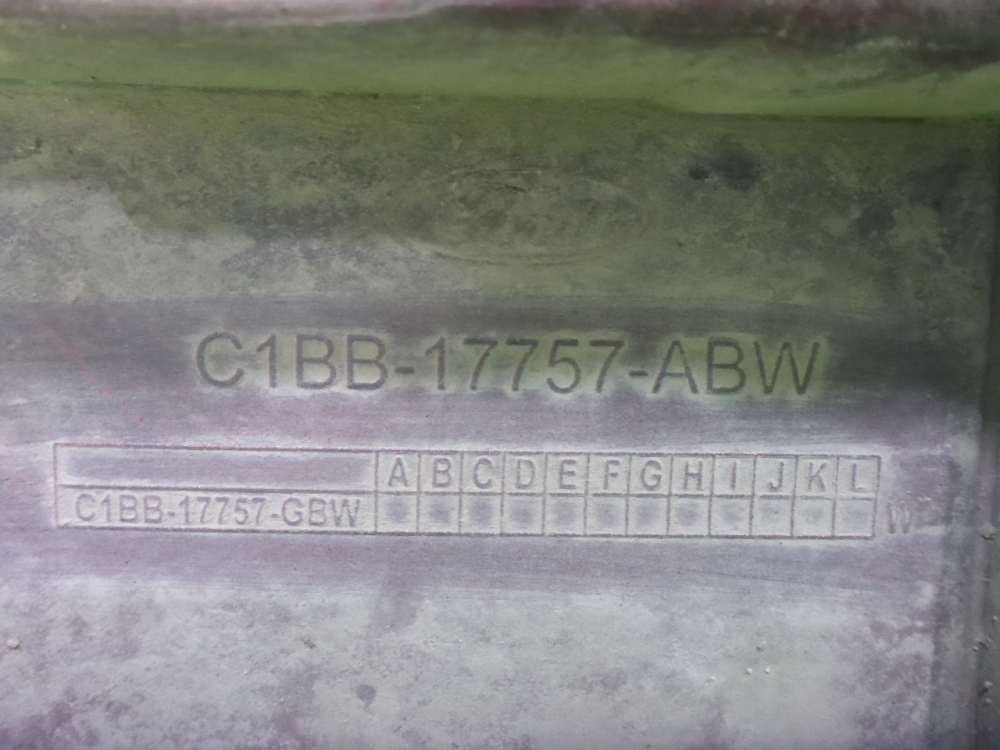 C1BB-17757-ABW
A B C D E F G H I J K L
C1BB-17757-GBW W